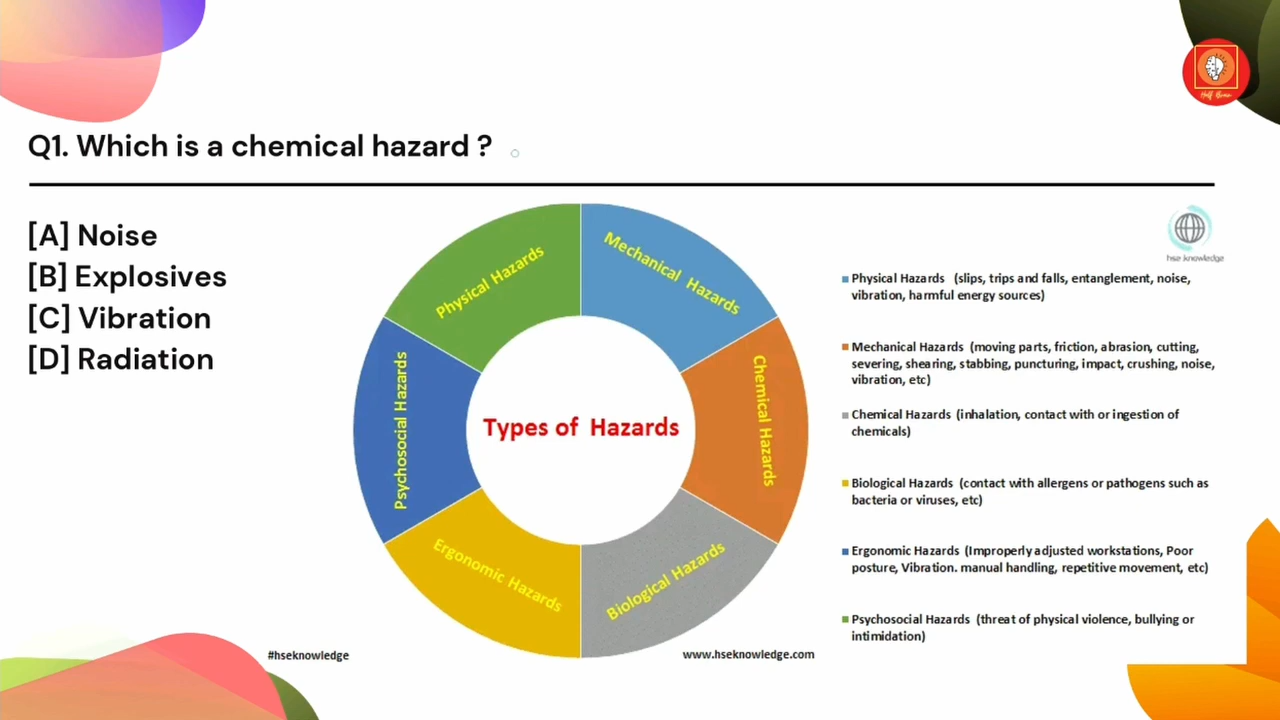 Half Brain
Q1. Which is a chemical hazard ?
[A] Noise
[B] Explosives
[C] Vibration
[D] Radiation
Physical Hazards
Mechanical Hazards
Chemical Hazards
Biological Hazards
Ergonomic Hazards
Psychosocial Hazards
Types of Hazards
hse knowledge
Physical Hazards (slips, trips and falls, entanglement, noise,
vibration, harmful energy sources)
Mechanical Hazards (moving parts, friction, abrasion, cutting,
severing, shearing, stabbing, puncturing, impact, crushing, noise,
vibration, etc)
Chemical Hazards (inhalation, contact with or ingestion of
chemicals)
Biological Hazards (contact with allergens or pathogens such as
bacteria or viruses, etc)
Ergonomic Hazards (Improperly adjusted workstations, Poor
posture, Vibration. manual handling, repetitive movement, etc)
Psychosocial Hazards (threat of physical violence, bullying or
intimidation)
#hseknowledge
www.hseknowledge.com